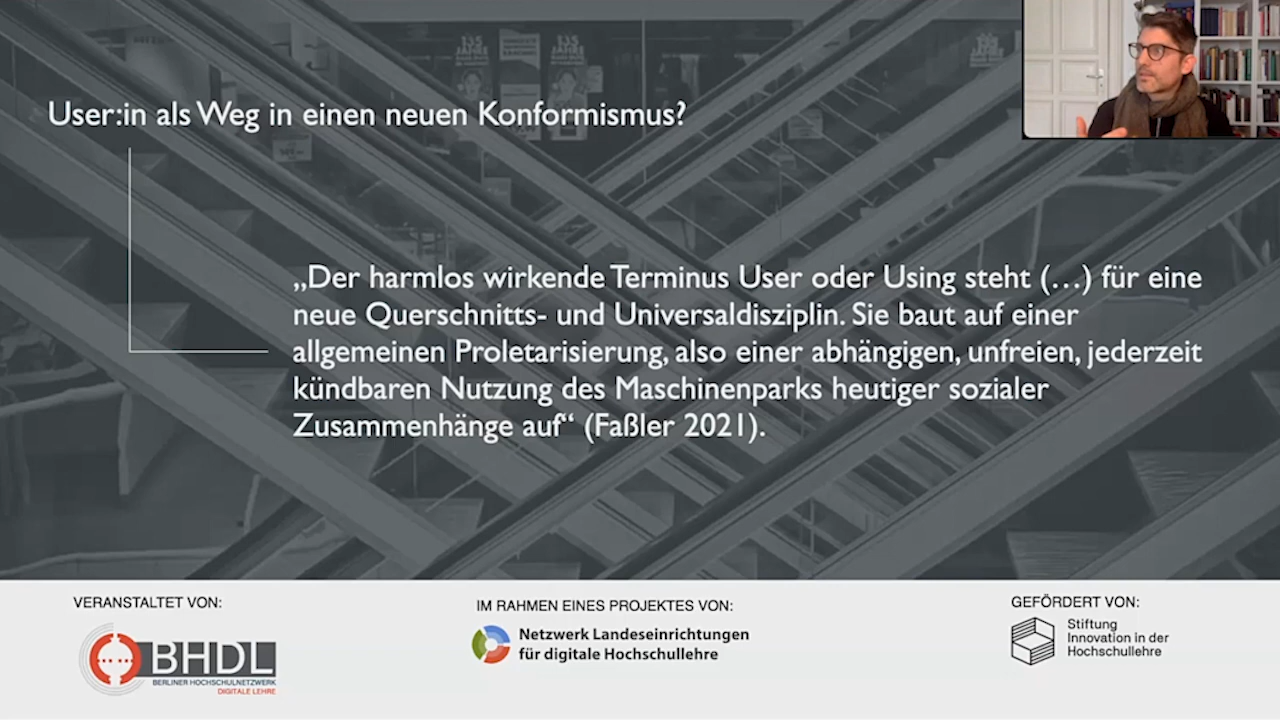 User:in als Weg in einen neuen Konformismus?
„Der harmlos wirkende Terminus User oder Using steht (…) für eine
neue Querschnitts- und Universaldisziplin. Sie baut auf einer
allgemeinen Proletarisierung, also einer abhängigen, unfreien, jederzeit
kündbaren Nutzung des Maschinenparks heutiger sozialer
Zusammenhänge auf“ (Faßler 2021).
VERANSTALTET VON:
BHDL
BERLINER HOCHSCHULNETZWERK
DIGITALE LEHRE
IM RAHMEN EINES PROJEKTES VON:
Netzwerk Landeseinrichtungen
für digitale Hochschullehre
GEFÖRDERT VON:
Stiftung
Innovation in der
Hochschullehre